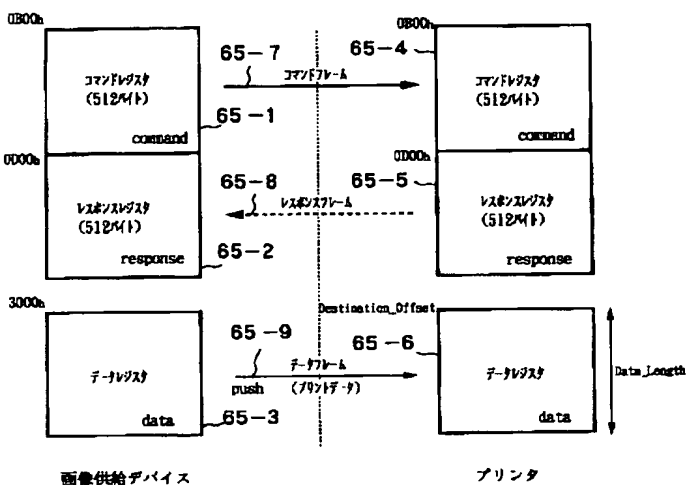 0B00h
コマンドレジスタ
(512バイト)
command
65-1
0D00h
レスポンスレジスタ
(512バイト)
response
65-2
3000h
データレジスタ
data
65-3
画像供給デバイス
65-7
コマンドフレーム
65-8
レスポンスフレーム
65-9
データフレーム
push
(プリントデータ)
0B00h
65-4
コマンドレジスタ
(512バイト)
command
0D00h
65-5
レスポンスレジスタ
(512バイト)
response
Destination_Offset
65-6
データレジスタ
data
Data_Length
プリンタ